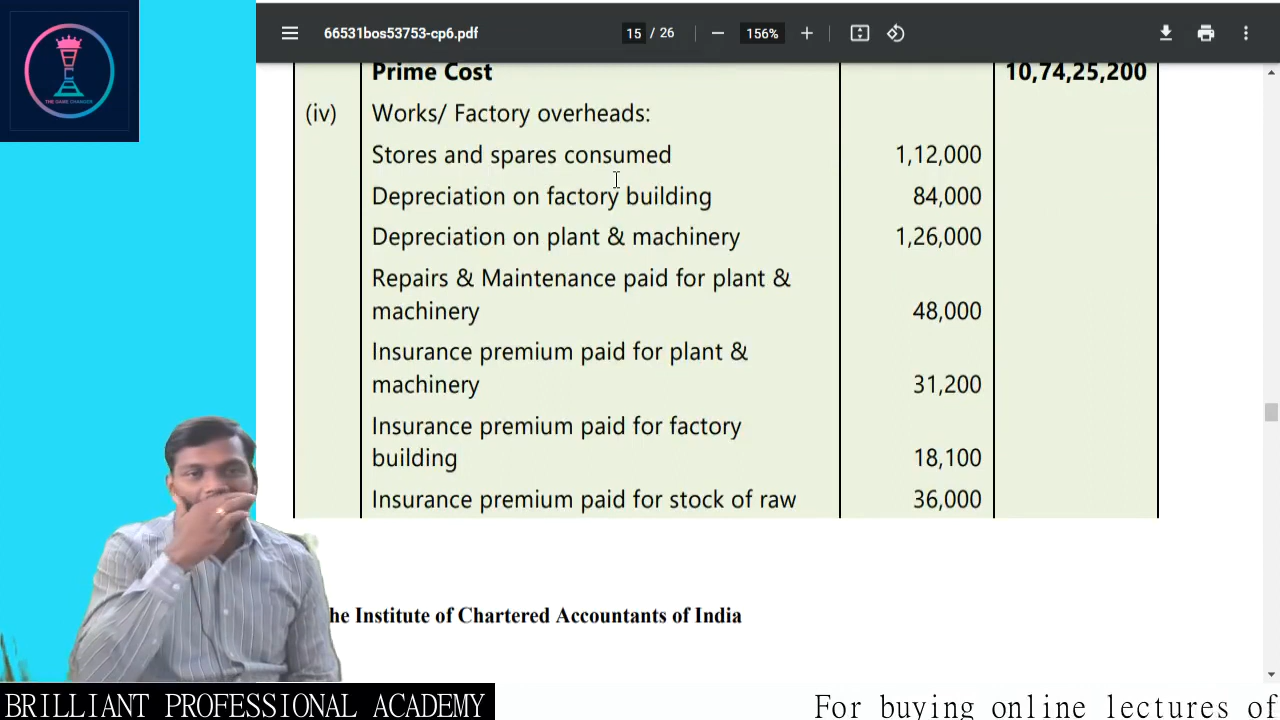 66531bos53753-cp6.pdf 15 / 26 156%
THE GAME CHANGER
Prime Cost 10,74,25,200
(iv) Works/ Factory overheads:
Stores and spares consumed 1,12,000
Depreciation on factory building 84,000
Depreciation on plant & machinery 1,26,000
Repairs & Maintenance paid for plant &
machinery 48,000
Insurance premium paid for plant &
machinery 31,200
Insurance premium paid for factory
building 18,100
Insurance premium paid for stock of raw 36,000
he Institute of Chartered Accountants of India
BRILLIANT PROFESSIONAL ACADEMY For buying online lectures of